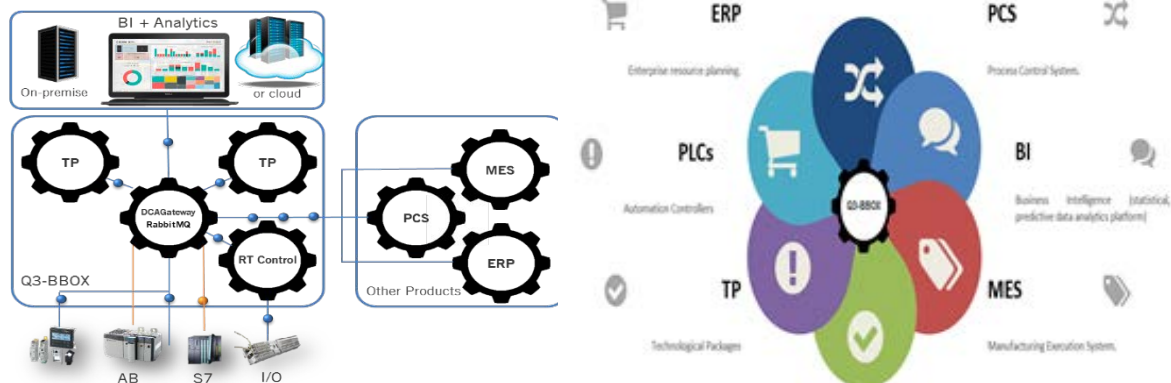 BI + Analytics
On-premise
or cloud
TP
TP
DCAGateway
RabbitMQ
RT Control
Q3-BBOX
AB
S7
I/O
MES
PCS
ERP
Other Products
ERP
Enterprise resource planning.
PCS
Process Control System.
PLCs
Automation Controllers
BI
Business Intelligence (statistical,
predictive data analytics platform)
Q3-BBOX
TP
Technological Packages
MES
Manufacturing Execution System.